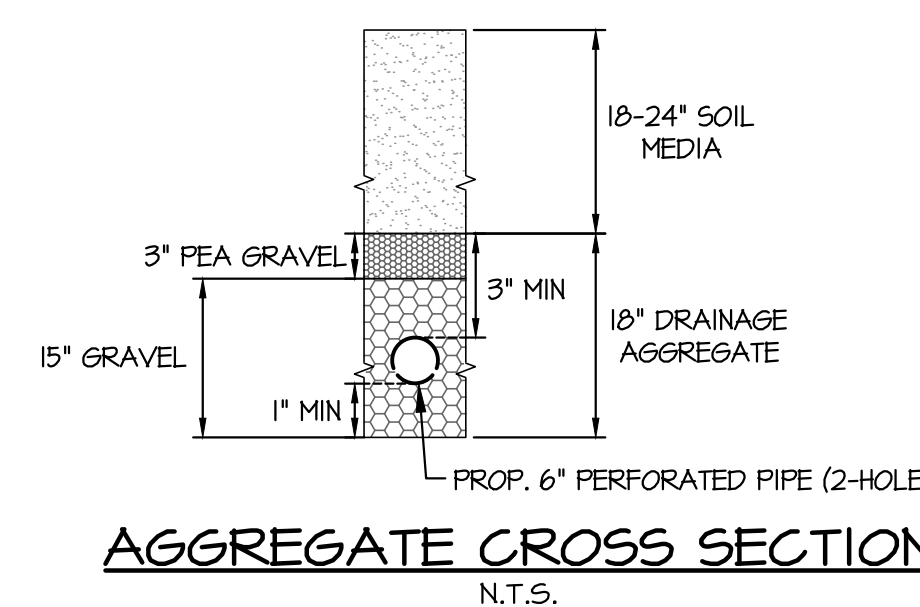 18-24" SOIL
MEDIA
3" PEA GRAVEL
3" MIN
18" DRAINAGE
AGGREGATE
15" GRAVEL
1" MIN
PROP. 6" PERFORATED PIPE (2-HOLE
AGGREGATE CROSS SECTION
N.T.S.